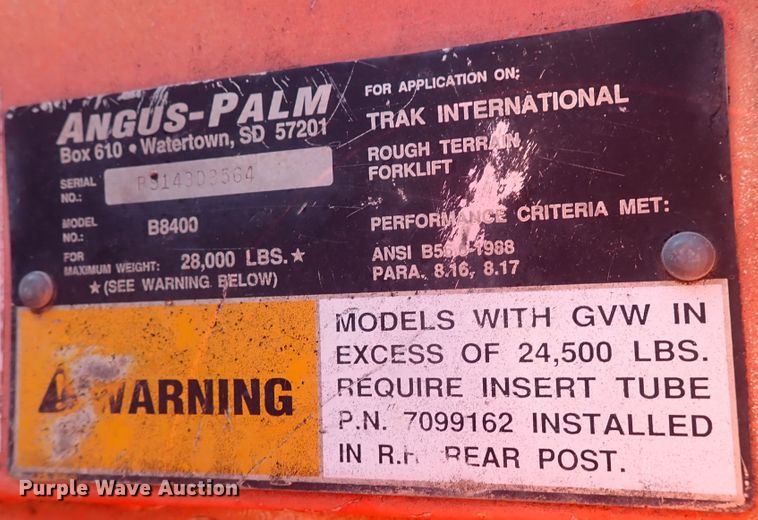 ANGUS-PALM
Box 610 • Watertown, SD 57201
SERIAL NO.:
MODEL NO.: B8400
FOR MAXIMUM WEIGHT: 28,000 LBS.★
★(SEE WARNING BELOW)
FOR APPLICATION ON:
TRAK INTERNATIONAL
ROUGH TERRAIN
FORKLIFT
PERFORMANCE CRITERIA MET:
ANSI
PARA. 8.16, 8.17
WARNING
MODELS WITH GVW IN
EXCESS OF 24,500 LBS.
REQUIRE INSERT TUBE
P.N. 7099162 INSTALLED
IN R.H. REAR POST.
Purple Wave Auction